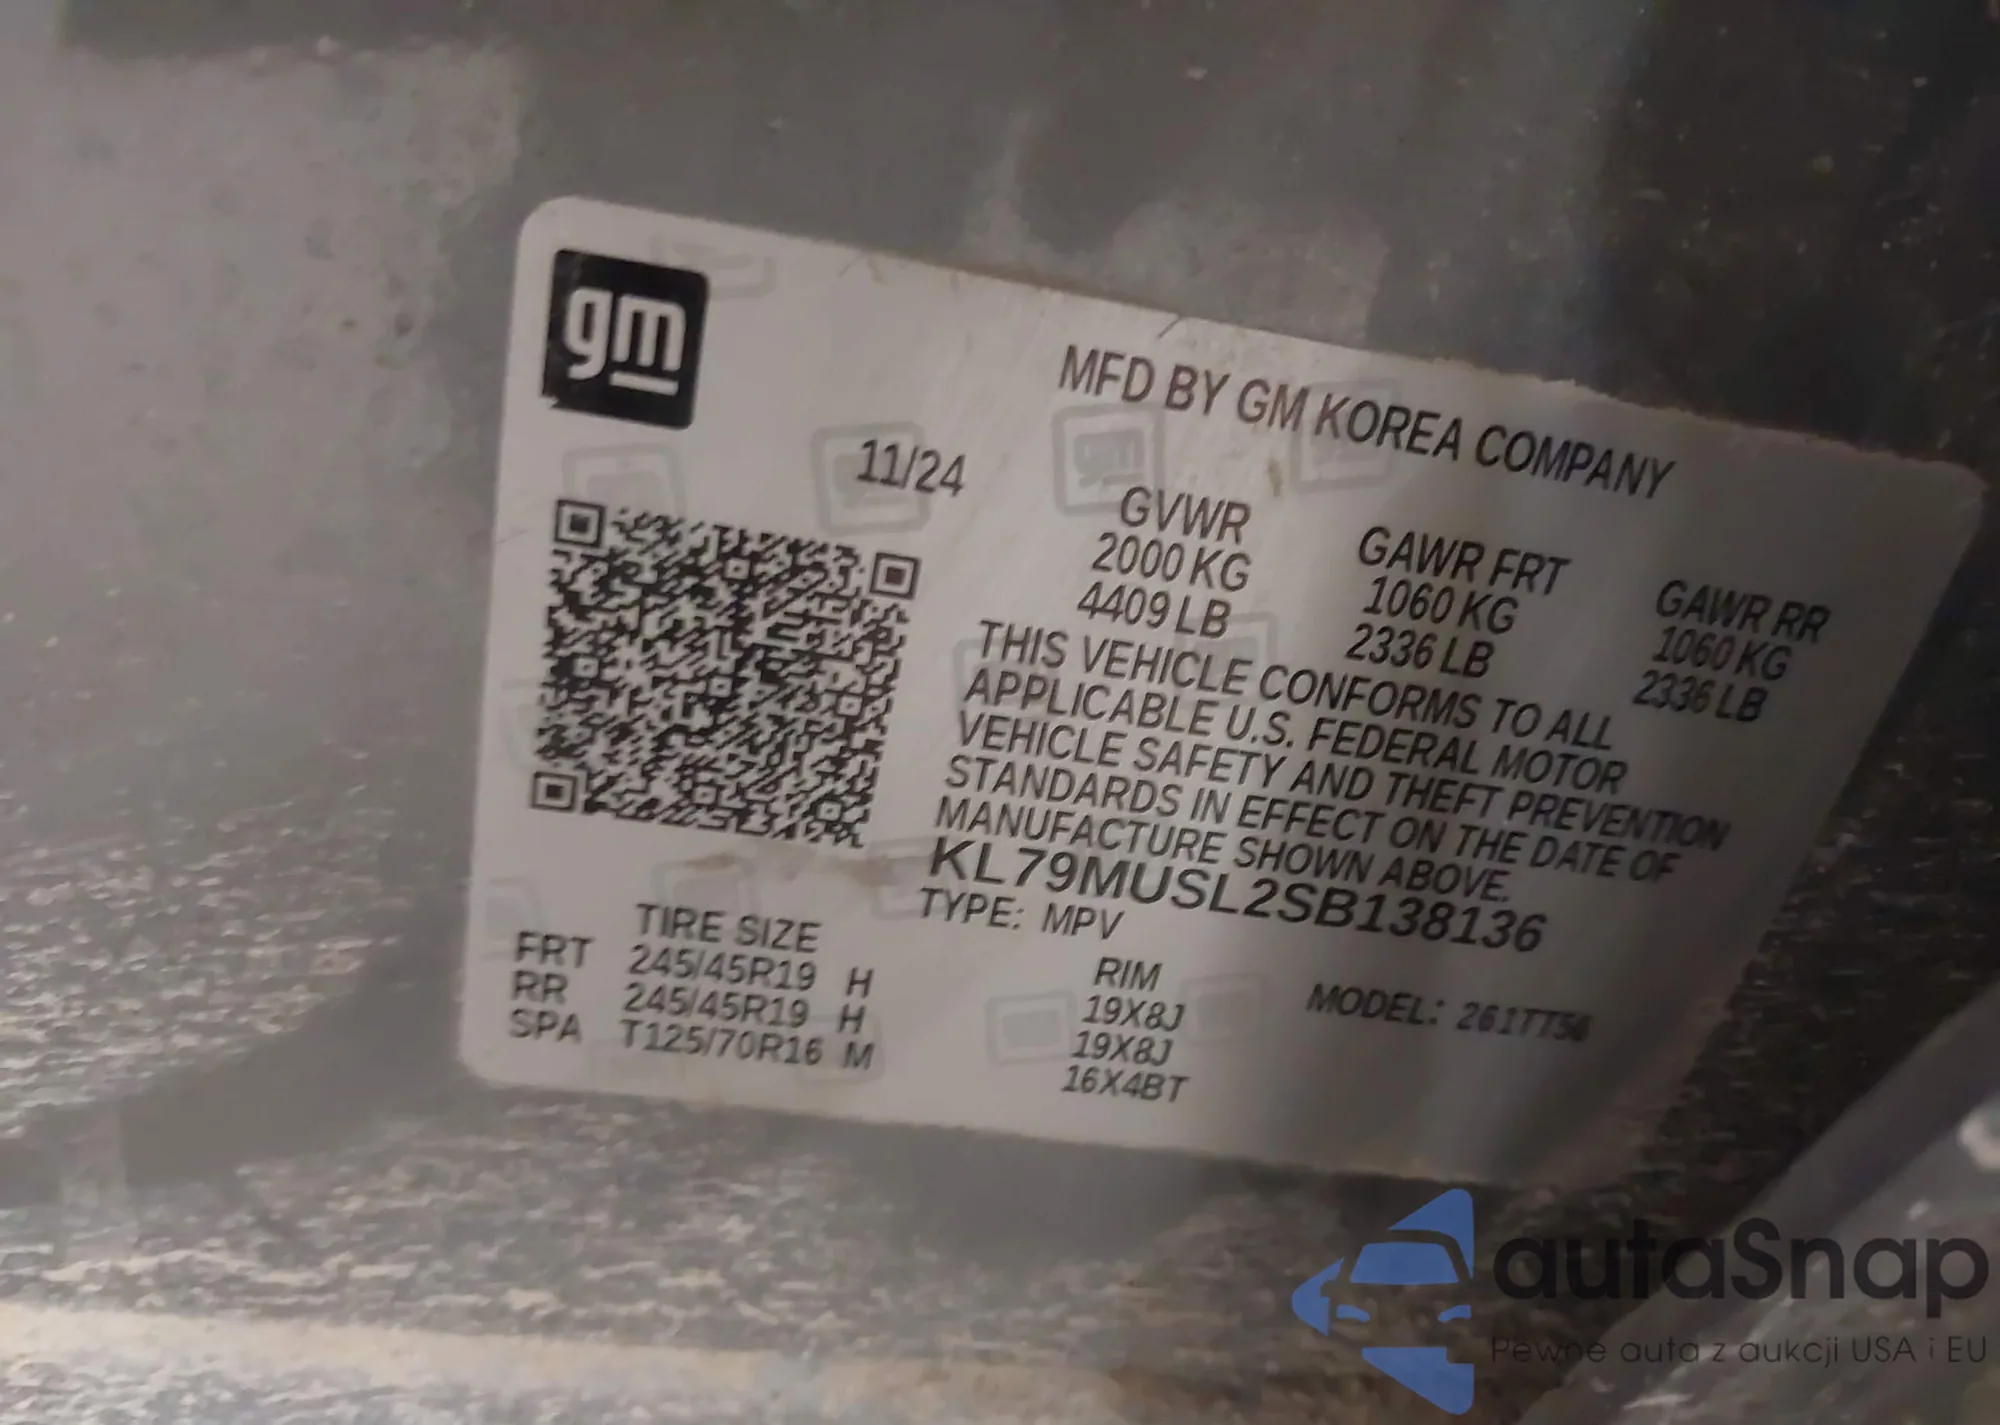 gm
MFD BY GM KOREA COMPANY
11/24
GVWR GAWR FRT GAWR RR
2000 KG 1060 KG 1060 KG
4409 LB 2336 LB 2336 LB
THIS VEHICLE CONFORMS TO ALL
APPLICABLE U.S. FEDERAL MOTOR
VEHICLE SAFETY AND THEFT PREVENTION
STANDARDS IN EFFECT ON THE DATE OF
MANUFACTURE SHOWN ABOVE.
KL79MUSL2SB138136
TYPE: MPV
TIRE SIZE RIM MODEL:
FRT 245/45R19 H 19X8J
RR 245/45R19 H 19X8J
SPA T125/70R16 M 16X4BT
autaSnap
Pewne auta z aukcji USA i EU